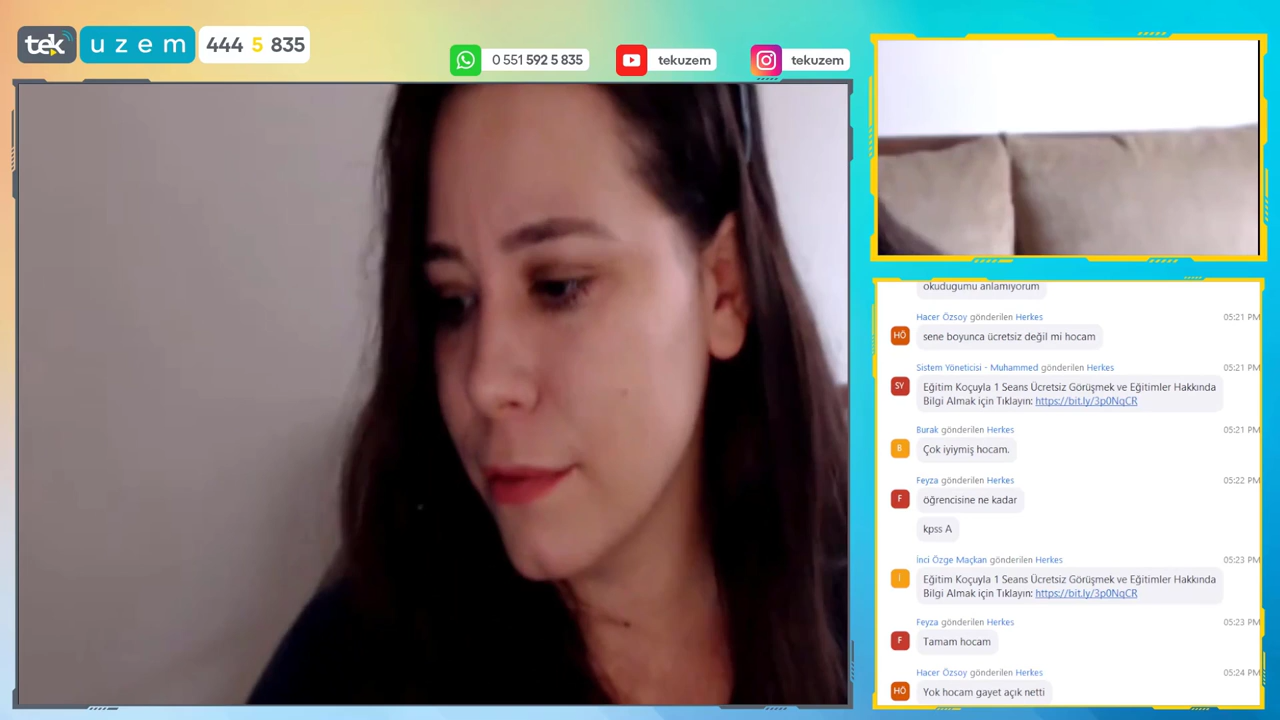 tek
uzem
444 5 835
0 551 592 5 835
tekuzem
tekuzem
okuduğumu anlamıyorum
Hacer Özsoy gönderilen Herkes
05:21 PM
HÖ
sene boyunca ücretsiz değil mi hocam
Sistem Yöneticisi - Muhammed gönderilen Herkes
05:21 PM
SY
Eğitim Koçuyla 1 Seans Ücretsiz Görüşmek ve Eğitimler Hakkında
Bilgi Almak için Tıklayın: https://bit.ly/3p0NqCR
Burak gönderilen Herkes
05:21 PM
B
Çok iyiymiş hocam.
Feyza gönderilen Herkes
05:22 PM
F
öğrencisine ne kadar
kpss A
İnci Özge Maçkan gönderilen Herkes
05:23 PM
İ
Eğitim Koçuyla 1 Seans Ücretsiz Görüşmek ve Eğitimler Hakkında
Bilgi Almak için Tıklayın: https://bit.ly/3p0NqCR
Feyza gönderilen Herkes
05:23 PM
F
Tamam hocam
Hacer Özsoy gönderilen Herkes
05:24 PM
HÖ
Yok hocam gayet açık netti